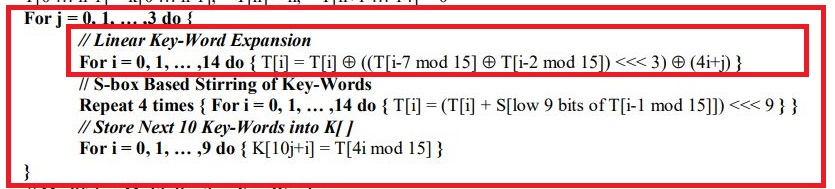 For j = 0, 1, … ,3 do {
// Linear Key-Word Expansion
For i = 0, 1, … ,14 do { T[i] = T[i] ⊕ ((T[i-7 mod 15] ⊕ T[i-2 mod 15]) <<< 3) ⊕ (4i+j) }
// S-box Based Stirring of Key-Words
Repeat 4 times { For i = 0, 1, … ,14 do { T[i] = (T[i] + S[low 9 bits of T[i-1 mod 15]]) <<< 9 } }
// Store Next 10 Key-Words into K[ ]
For i = 0, 1, … ,9 do { K[10j+i] = T[4i mod 15] }
}